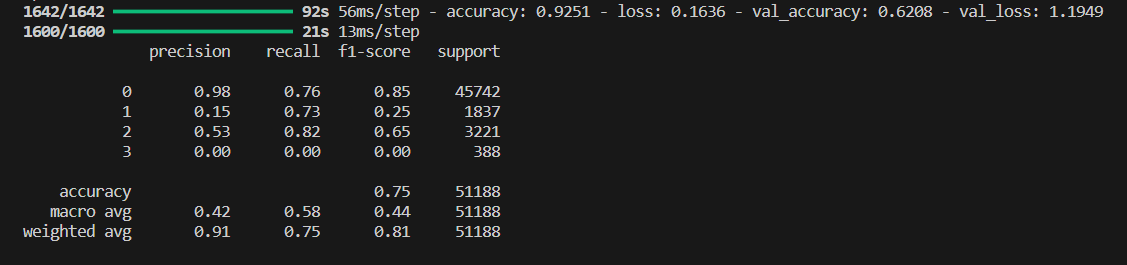 1642/1642 ━━━━━━━━━━━━━━━━━━━━ 92s 56ms/step - accuracy: 0.9251 - loss: 0.1636 - val_accuracy: 0.6208 - val_loss: 1.1949
1600/1600 ━━━━━━━━━━━━━━━━━━━━ 21s 13ms/step
precision recall f1-score support
0 0.98 0.76 0.85 45742
1 0.15 0.73 0.25 1837
2 0.53 0.82 0.65 3221
3 0.00 0.00 0.00 388
accuracy 0.75 51188
macro avg 0.42 0.58 0.44 51188
weighted avg 0.91 0.75 0.81 51188